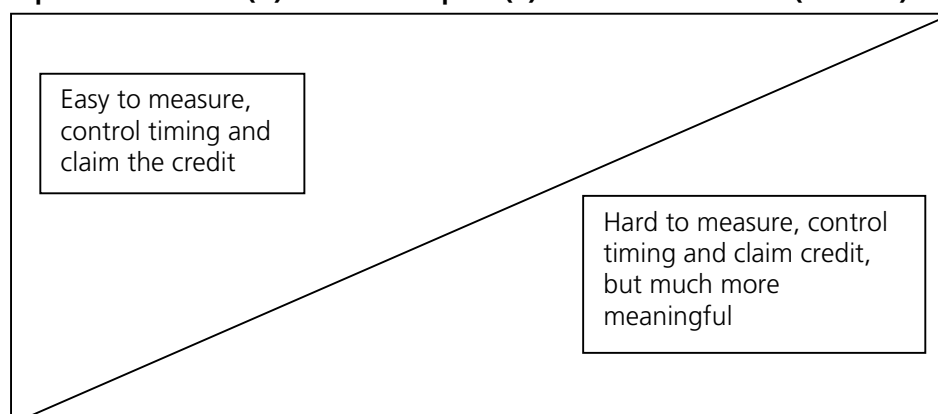 Easy to measure,
control timing and
claim the credit
Hard to measure, control
timing and claim credit,
but much more
meaningful